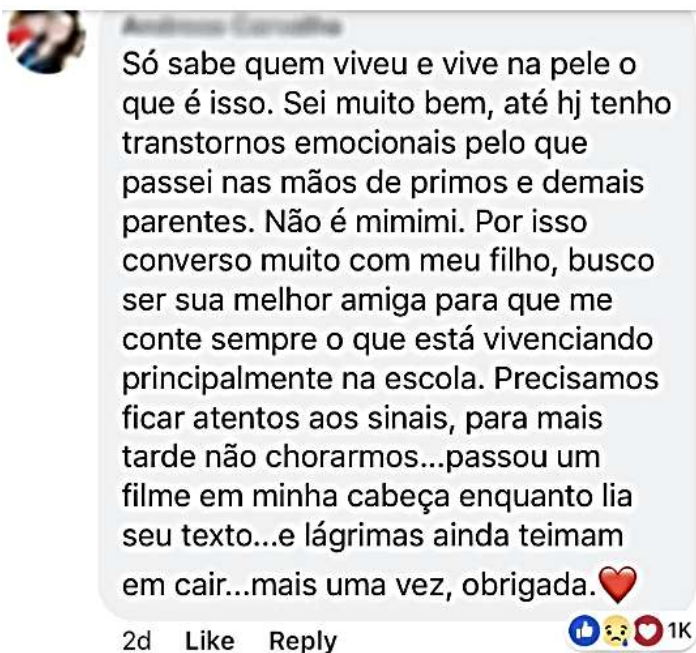 Só sabe quem viveu e vive na pele o
que é isso. Sei muito bem, até hj tenho
transtornos emocionais pelo que
passei nas mãos de primos e demais
parentes. Não é mimimi. Por isso
converso muito com meu filho, busco
ser sua melhor amiga para que me
conte sempre o que está vivenciando
principalmente na escola. Precisamos
ficar atentos aos sinais, para mais
tarde não chorarmos...passou um
filme em minha cabeça enquanto lia
seu texto...e lágrimas ainda teimam
em cair...mais uma vez, obrigada.❤️
2d Like Reply 1K